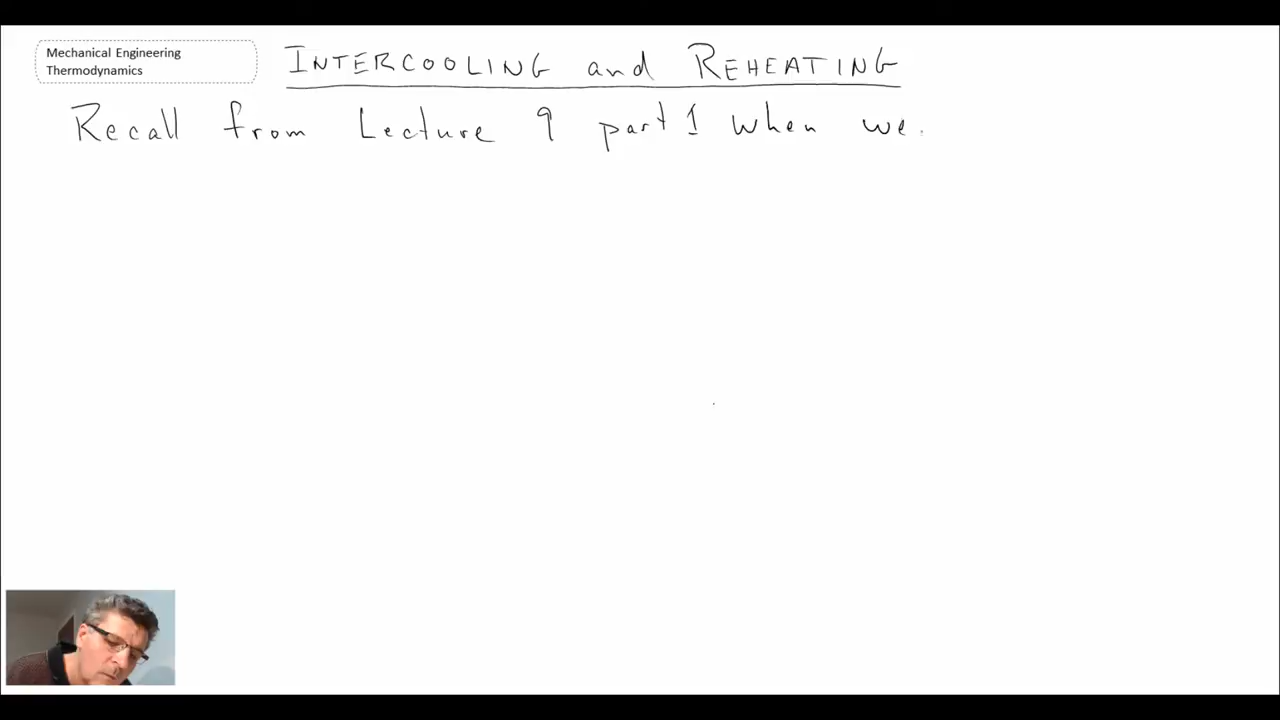 Mechanical Engineering
Thermodynamics
INTERCOOLING and REHEATING
Recall from Lecture 9 part 1 when we